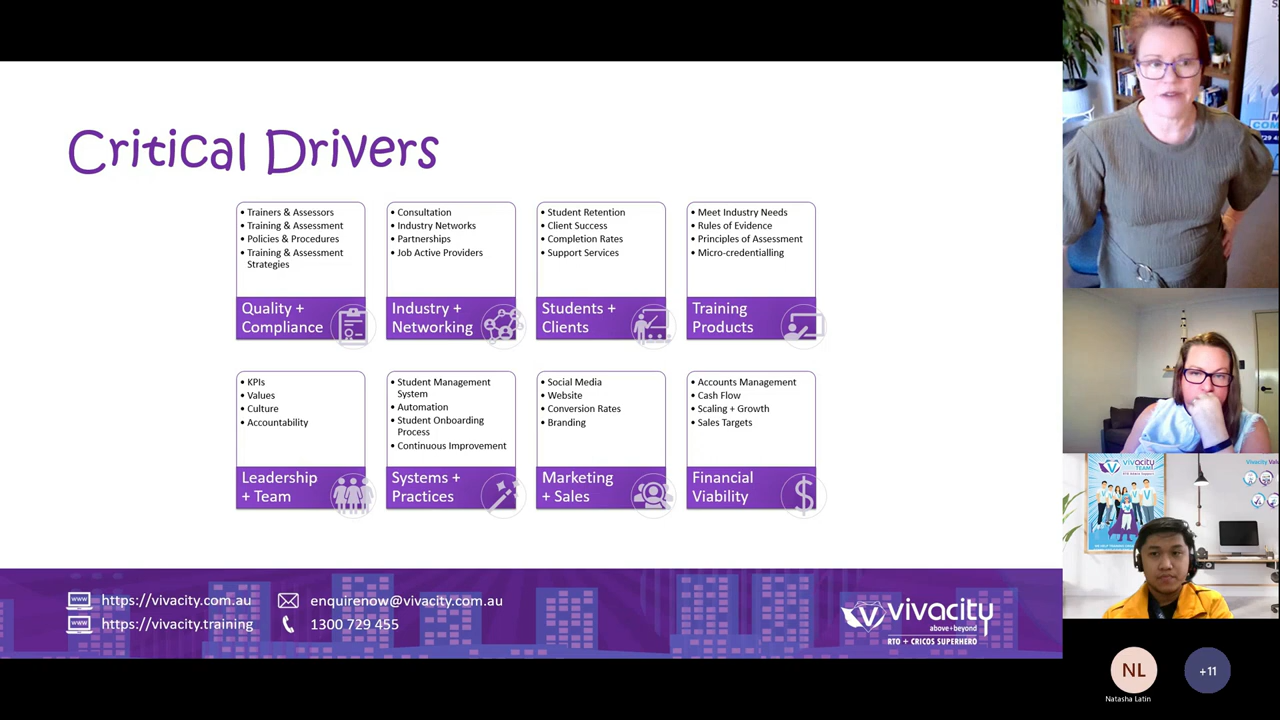 Critical Drivers
• Trainers & Assessors
• Training & Assessment
• Policies & Procedures
• Training & Assessment
Strategies
Quality +
Compliance
• Consultation
• Industry Networks
• Partnerships
• Job Active Providers
Industry +
Networking
• Student Retention
• Client Success
• Completion Rates
• Support Services
Students +
Clients
• Meet Industry Needs
• Rules of Evidence
• Principles of Assessment
• Micro-credentialling
Training
Products
• KPIs
• Values
• Culture
• Accountability
Leadership
+ Team
• Student Management
System
• Automation
• Student Onboarding
Process
• Continuous Improvement
Systems +
Practices
• Social Media
• Website
• Conversion Rates
• Branding
Marketing
+ Sales
• Accounts Management
• Cash Flow
• Scaling + Growth
• Sales Targets
Financial
Viability
$
www https://vivacity.com.au
enquirenow@vivacity.com.au
www https://vivacity.training
1300 729 455
vivacity
above+beyond
RTO + CRICOS SUPERHERO
vivacity
TEAM
Vivacity
NL
+11
Natasha Latin